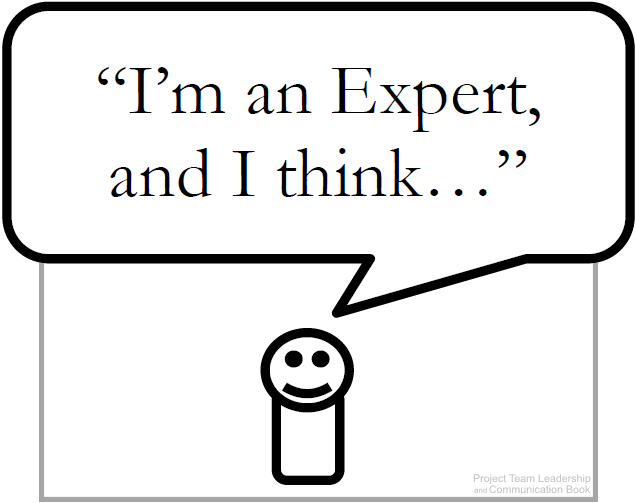 “I’m an Expert,
and I think…”
Project Team Leadership
and Communication Book